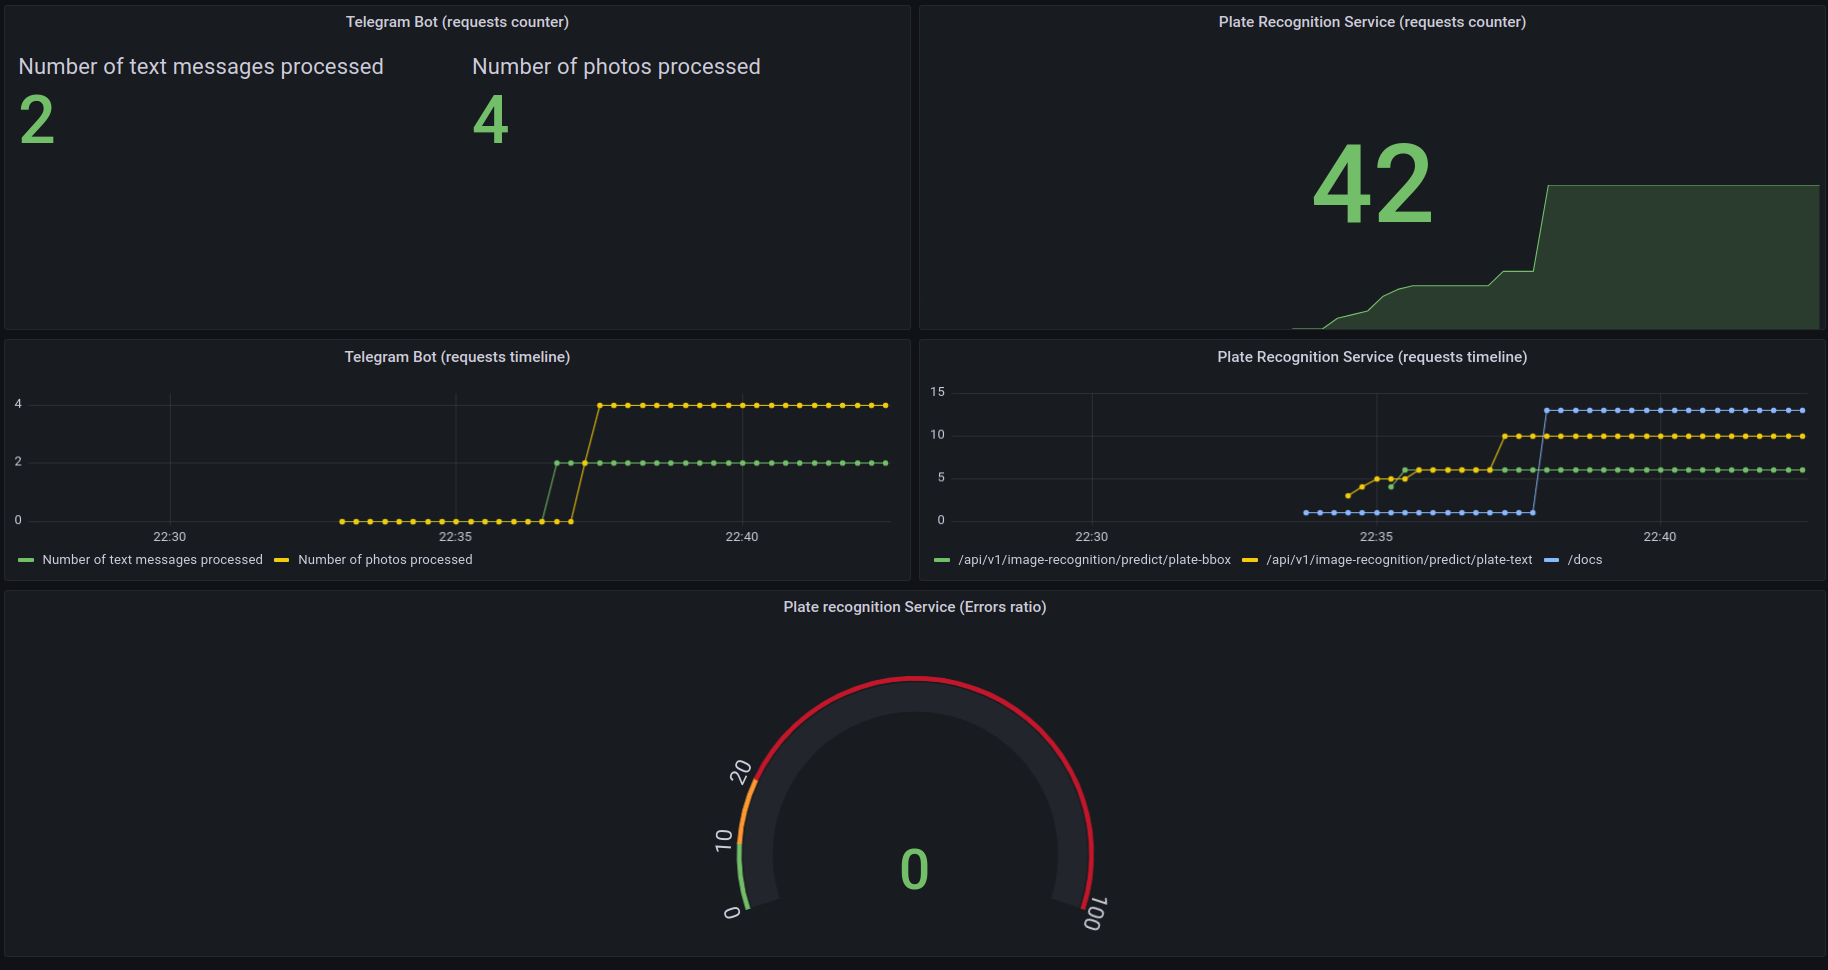 Telegram Bot (requests counter)
Number of text messages processed
2
Number of photos processed
4
Plate Recognition Service (requests counter)
42
Telegram Bot (requests timeline)
4
2
0
22:30
22:35
22:40
Number of text messages processed
Number of photos processed
Plate Recognition Service (requests timeline)
15
10
5
0
22:30
22:35
22:40
/api/v1/image-recognition/predict/plate-bbox
/api/v1/image-recognition/predict/plate-text
/docs
Plate recognition Service (Errors ratio)
20
10
0
0
100